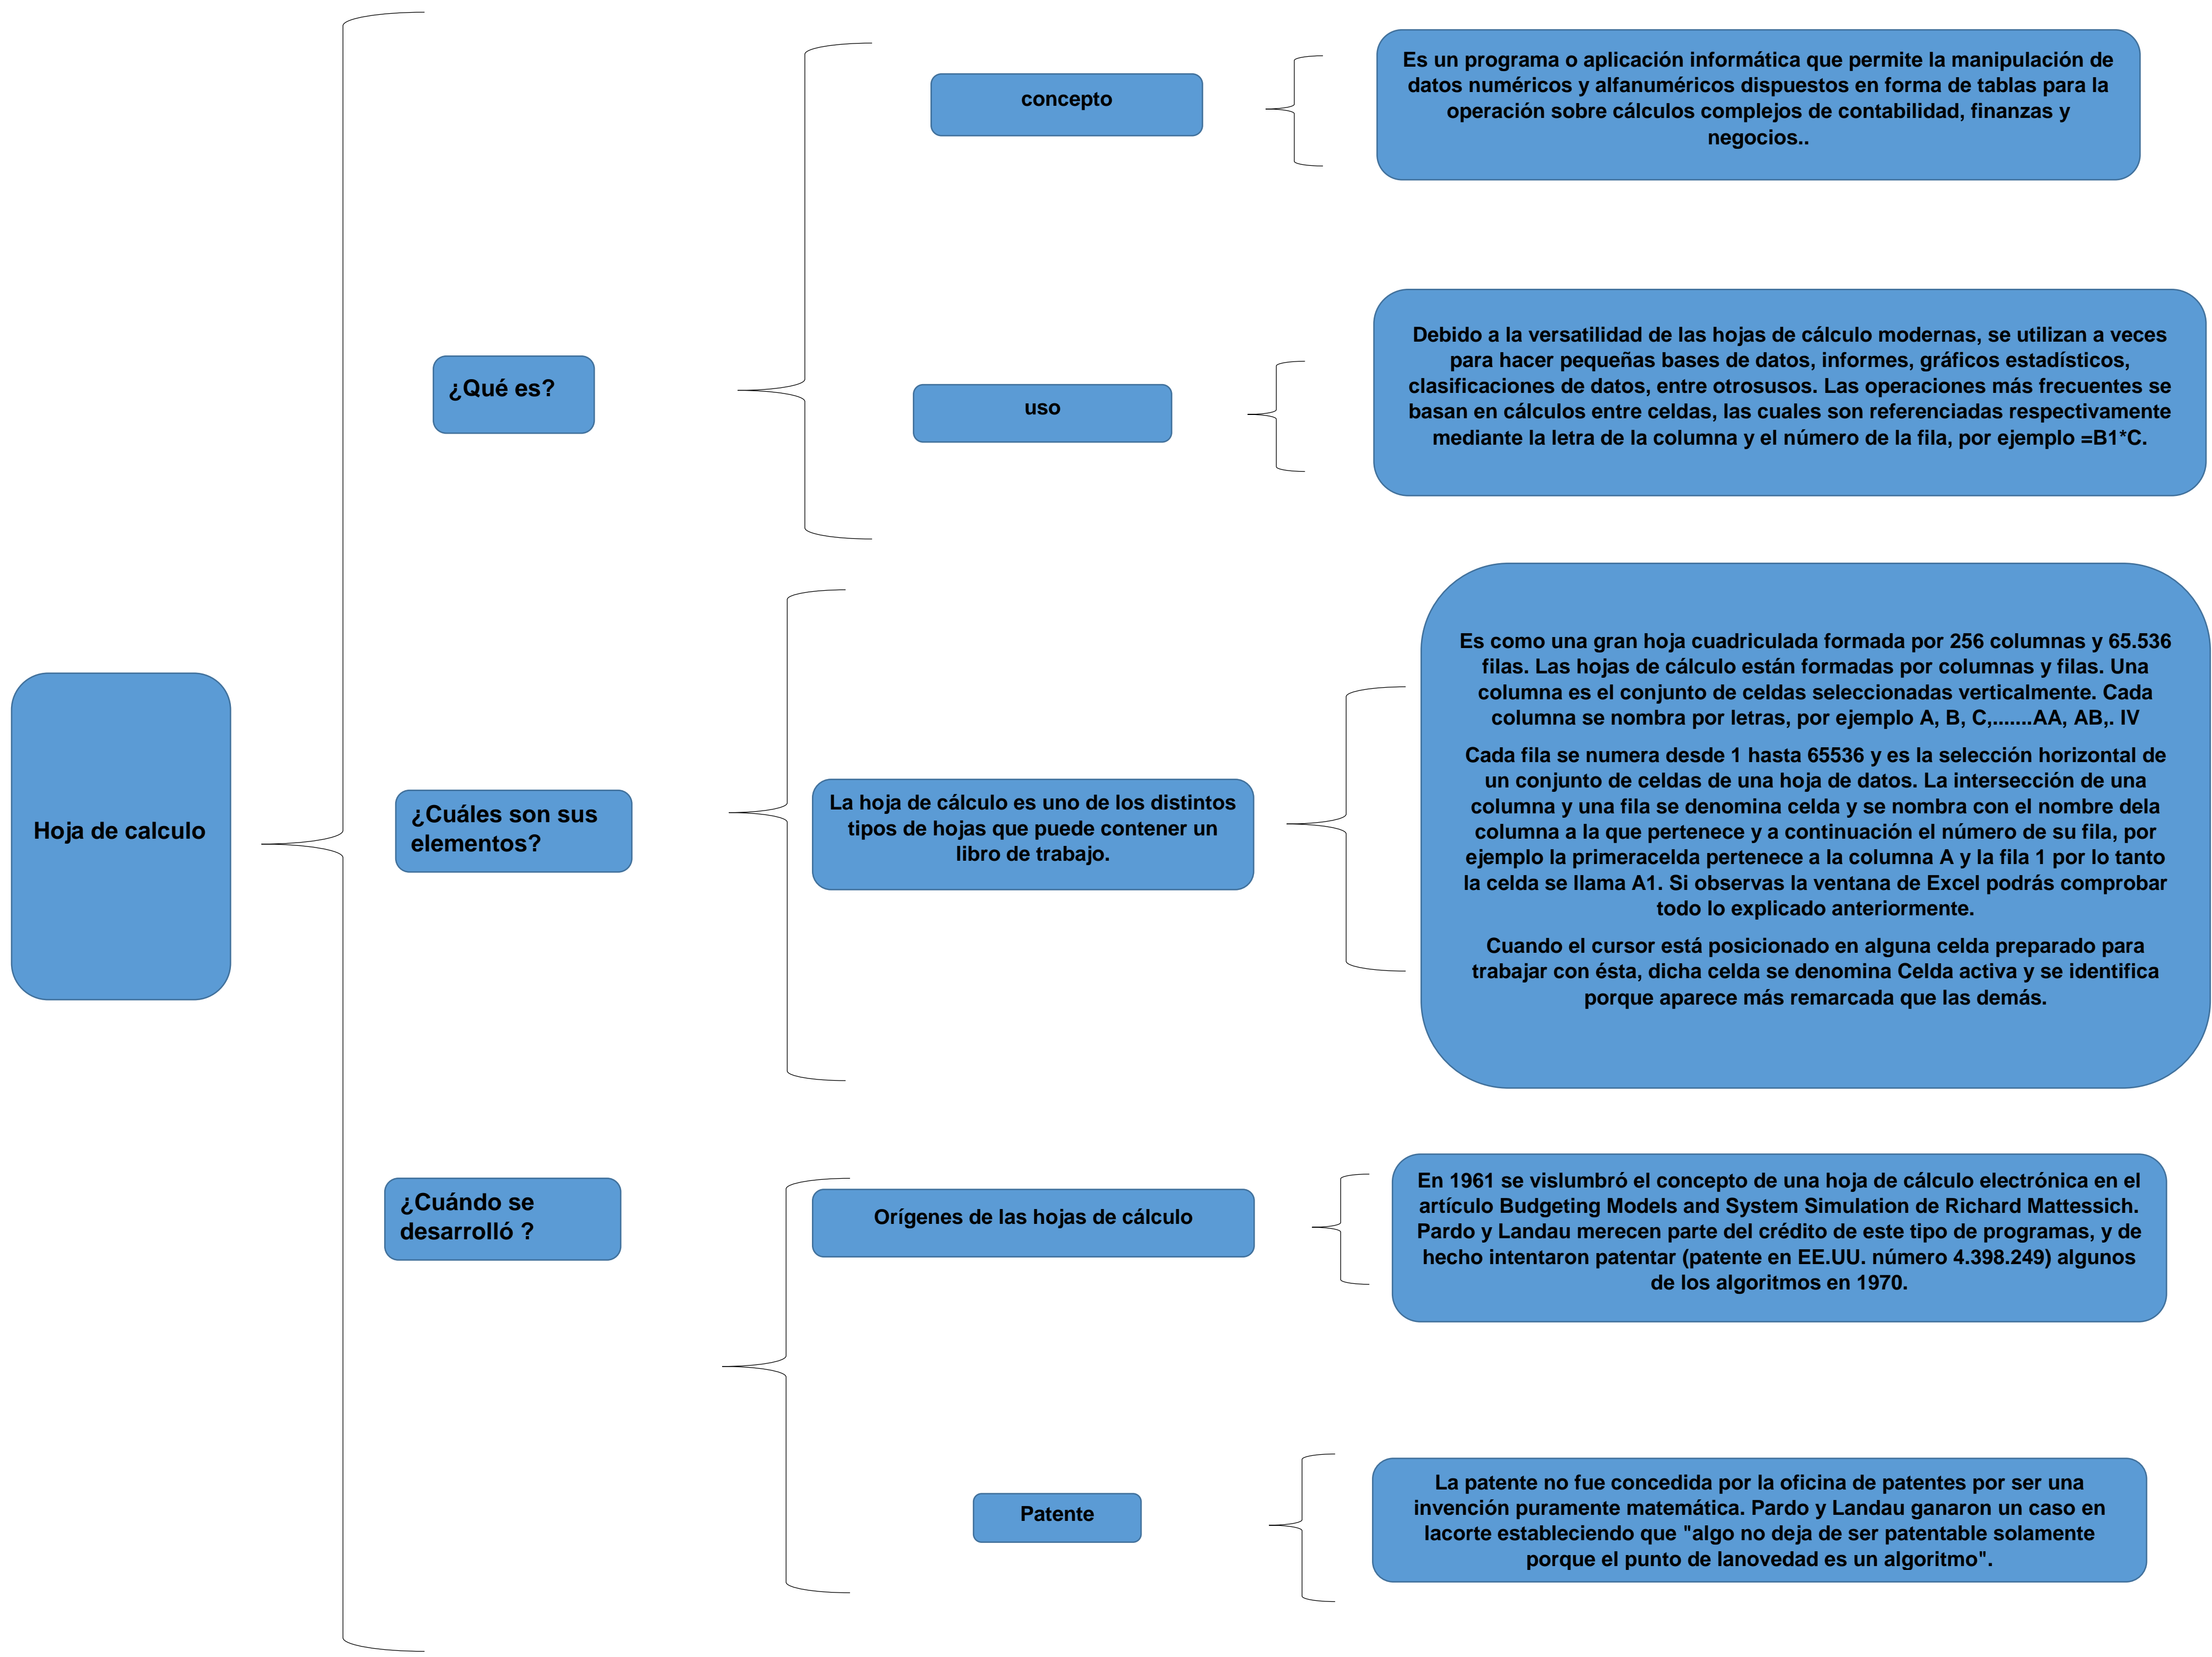 Hoja de calculo
¿Qué es?
concepto
Es un programa o aplicación informática que permite la manipulación de
datos numéricos y alfanuméricos dispuestos en forma de tablas para la
operación sobre cálculos complejos de contabilidad, finanzas y
negocios..
uso
Debido a la versatilidad de las hojas de cálculo modernas, se utilizan a veces
para hacer pequeñas bases de datos, informes, gráficos estadísticos,
clasificaciones de datos, entre otrosusos. Las operaciones más frecuentes se
basan en cálculos entre celdas, las cuales son referenciadas respectivamente
mediante la letra de la columna y el número de la fila, por ejemplo =B1*C.
¿Cuáles son sus
elementos?
La hoja de cálculo es uno de los distintos
tipos de hojas que puede contener un
libro de trabajo.
Es como una gran hoja cuadriculada formada por 256 columnas y 65.536
filas. Las hojas de cálculo están formadas por columnas y filas. Una
columna es el conjunto de celdas seleccionadas verticalmente. Cada
columna se nombra por letras, por ejemplo A, B, C,.......AA, AB,. IV
Cada fila se numera desde 1 hasta 65536 y es la selección horizontal de
un conjunto de celdas de una hoja de datos. La intersección de una
columna y una fila se denomina celda y se nombra con el nombre dela
columna a la que pertenece y a continuación el número de su fila, por
ejemplo la primeracelda pertenece a la columna A y la fila 1 por lo tanto
la celda se llama A1. Si observas la ventana de Excel podrás comprobar
todo lo explicado anteriormente.
Cuando el cursor está posicionado en alguna celda preparado para
trabajar con ésta, dicha celda se denomina Celda activa y se identifica
porque aparece más remarcada que las demás.
¿Cuándo se
desarrolló ?
Orígenes de las hojas de cálculo
En 1961 se vislumbró el concepto de una hoja de cálculo electrónica en el
artículo Budgeting Models and System Simulation de Richard Mattessich.
Pardo y Landau merecen parte del crédito de este tipo de programas, y de
hecho intentaron patentar (patente en EE.UU. número 4.398.249) algunos
de los algoritmos en 1970.
Patente
La patente no fue concedida por la oficina de patentes por ser una
invención puramente matemática. Pardo y Landau ganaron un caso en
lacorte estableciendo que "algo no deja de ser patentable solamente
porque el punto de lanovedad es un algoritmo".